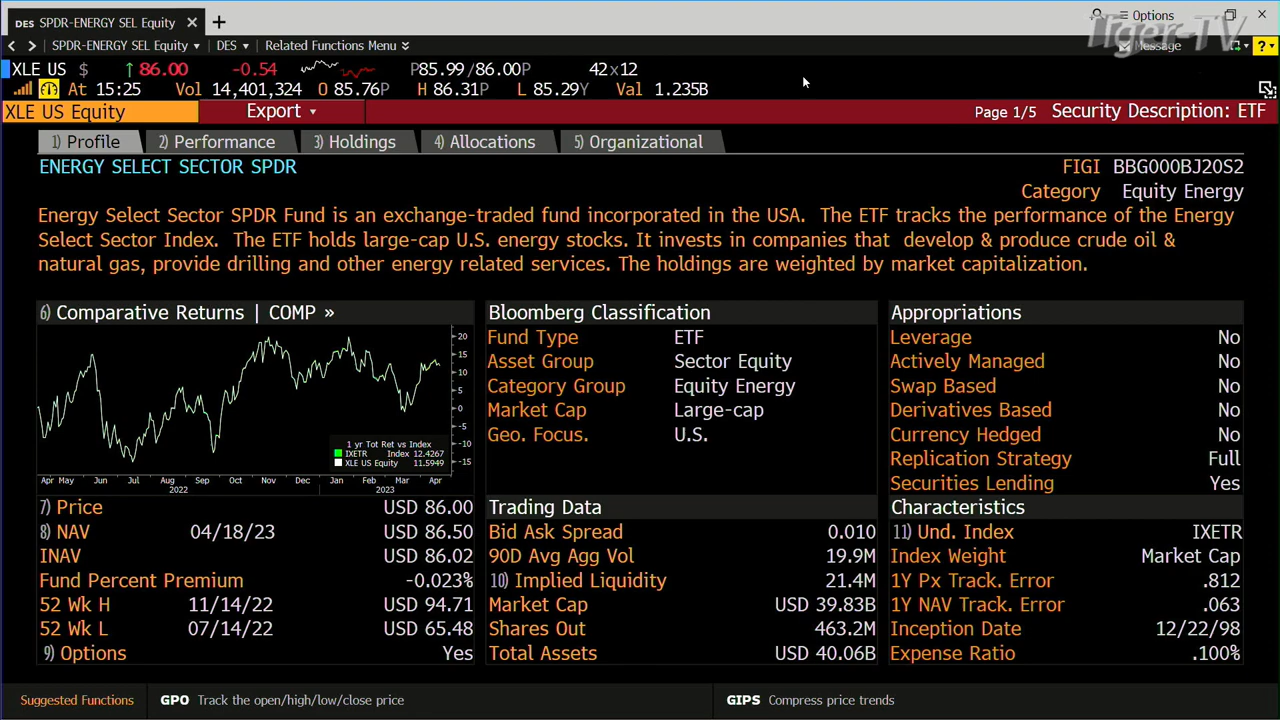 DES SPDR-ENERGY SEL Equity
Options
SPDR-ENERGY SEL Equity DES Related Functions Menu
Message ?
Tiger-TV
XLE US $ ↑ 86.00 -0.54 P85.99/86.00P 42x12
At 15:25 Vol 14,401,324 O 85.76P H 86.31P L 85.29Y Val 1.235B
XLE US Equity Export Page 1/5 Security Description: ETF
1) Profile 2) Performance 3) Holdings 4) Allocations 5) Organizational
ENERGY SELECT SECTOR SPDR FIGI BBG000BJ20S2
Category Equity Energy
Energy Select Sector SPDR Fund is an exchange-traded fund incorporated in the USA. The ETF tracks the performance of the Energy
Select Sector Index. The ETF holds large-cap U.S. energy stocks. It invests in companies that develop & produce crude oil &
natural gas, provide drilling and other energy related services. The holdings are weighted by market capitalization.
6) Comparative Returns | COMP »
20
15
10
5
0
-5
-10
-15
1 yr Tot Ret vs Index
IXETR Index 12.4267
XLE US Equity 11.5949
Apr May Jun Jul Aug Sep Oct Nov Dec Jan Feb Mar Apr
2022 2023
7) Price USD 86.00
8) NAV 04/18/23 USD 86.50
INAV USD 86.02
Fund Percent Premium -0.023%
52 Wk H 11/14/22 USD 94.71
52 Wk L 07/14/22 USD 65.48
9) Options Yes
Bloomberg Classification
Fund Type ETF
Asset Group Sector Equity
Category Group Equity Energy
Market Cap Large-cap
Geo. Focus. U.S.
Trading Data
Bid Ask Spread 0.010
90D Avg Agg Vol 19.9M
10) Implied Liquidity 21.4M
Market Cap USD 39.83B
Shares Out 463.2M
Total Assets USD 40.06B
Appropriations
Leverage No
Actively Managed No
Swap Based No
Derivatives Based No
Currency Hedged No
Replication Strategy Full
Securities Lending Yes
Characteristics
11) Und. Index IXETR
Index Weight Market Cap
1Y Px Track. Error .812
1Y NAV Track. Error .063
Inception Date 12/22/98
Expense Ratio .100%
Suggested Functions GPO Track the open/high/low/close price GIPS Compress price trends